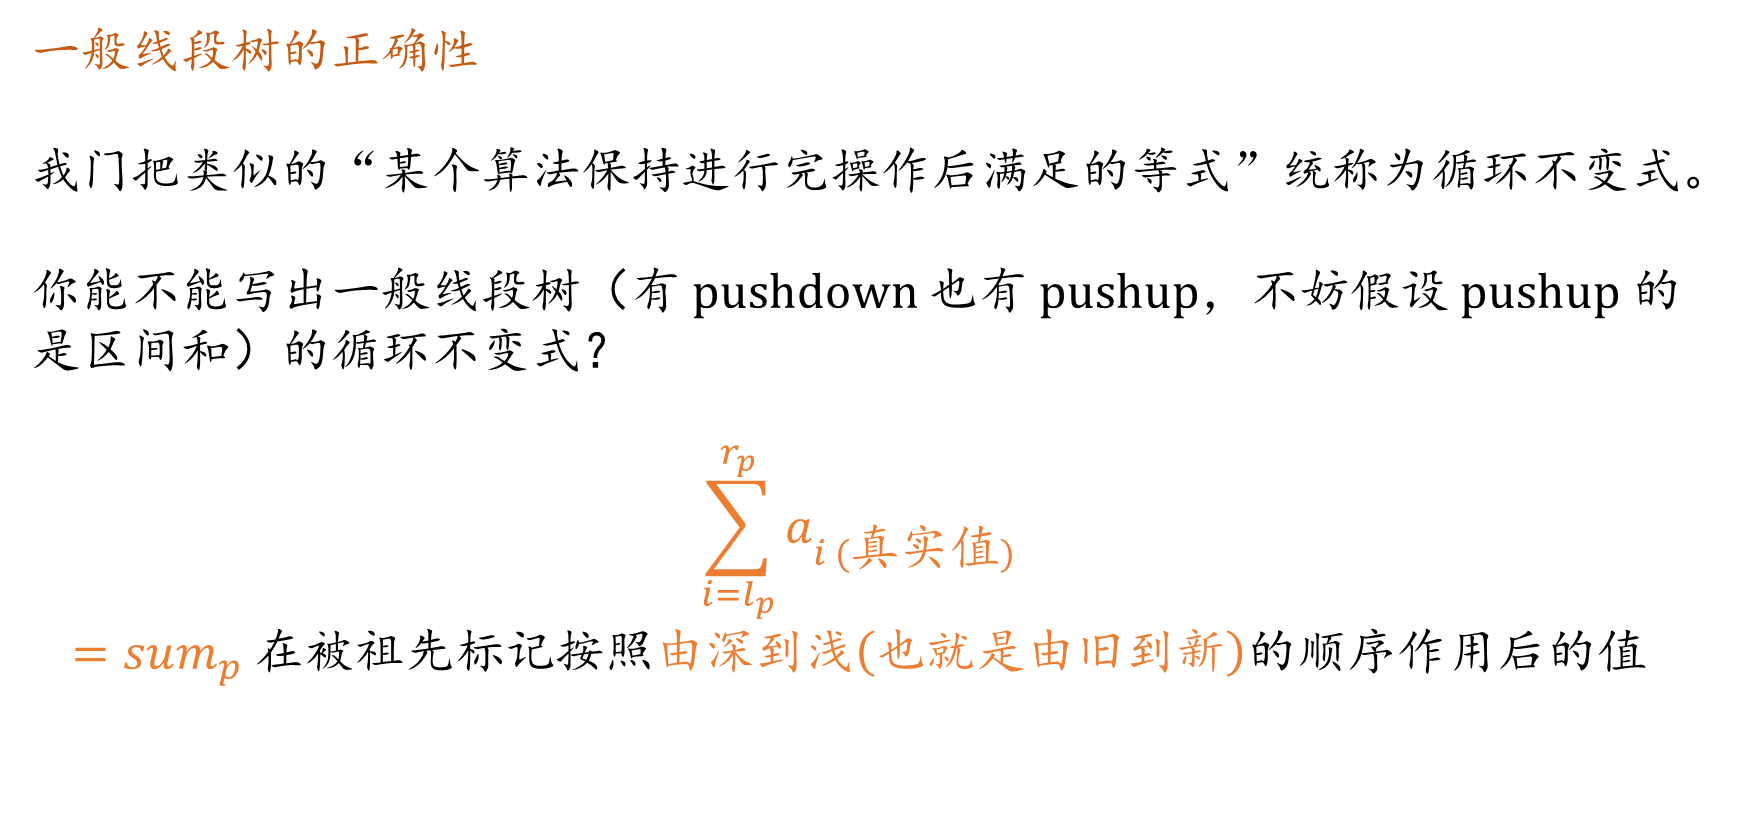 一般线段树的正确性
我门把类似的“某个算法保持进行完操作后满足的等式”统称为循环不变式。
你能不能写出一般线段树（有 pushdown 也有 pushup，不妨假设 pushup 的
是区间和）的循环不变式？
∑_{i=l_p}^{r_p} a_{i (真实值)}
= sum_p 在被祖先标记按照由深到浅(也就是由旧到新)的顺序作用后的值